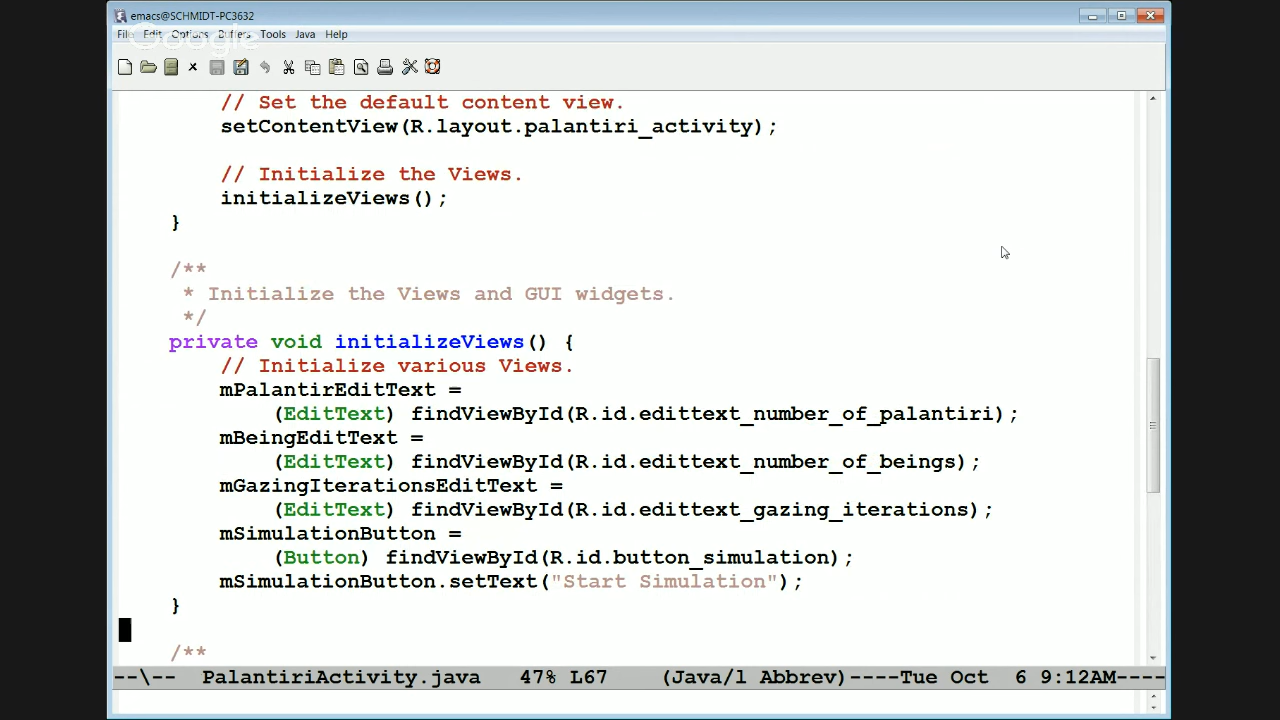 emacs@SCHMIDT-PC3632
File Edit Options Buffers Tools Java Help
Google
// Set the default content view.
setContentView(R.layout.palantiri_activity);
// Initialize the Views.
initializeViews();
}
/**
* Initialize the Views and GUI widgets.
*/
private void initializeViews() {
// Initialize various Views.
mPalantirEditText =
(EditText) findViewById(R.id.edittext_number_of_palantiri);
mBeingEditText =
(EditText) findViewById(R.id.edittext_number_of_beings);
mGazingIterationsEditText =
(EditText) findViewById(R.id.edittext_gazing_iterations);
mSimulationButton =
(Button) findViewById(R.id.button_simulation);
mSimulationButton.setText("Start Simulation");
}
/**
--\-- PalantiriActivity.java 47% L67 (Java/l Abbrev)----Tue Oct 6 9:12AM----